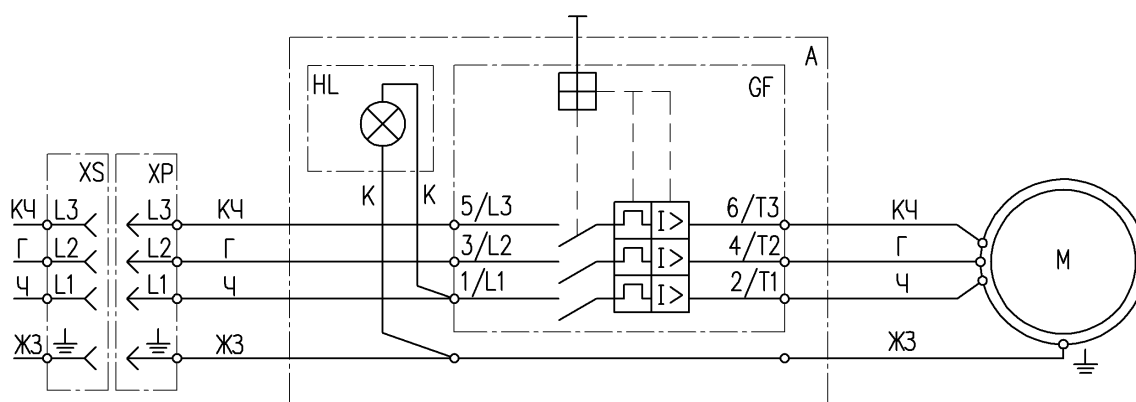 A
HL
GF
XS XP
К К
КЧ L3 L3 КЧ 5/L3 I> 6/T3 КЧ
Г L2 L2 Г 3/L2 I> 4/T2 Г M
Ч L1 L1 Ч 1/L1 I> 2/T1 Ч
ЖЗ ЖЗ ЖЗ